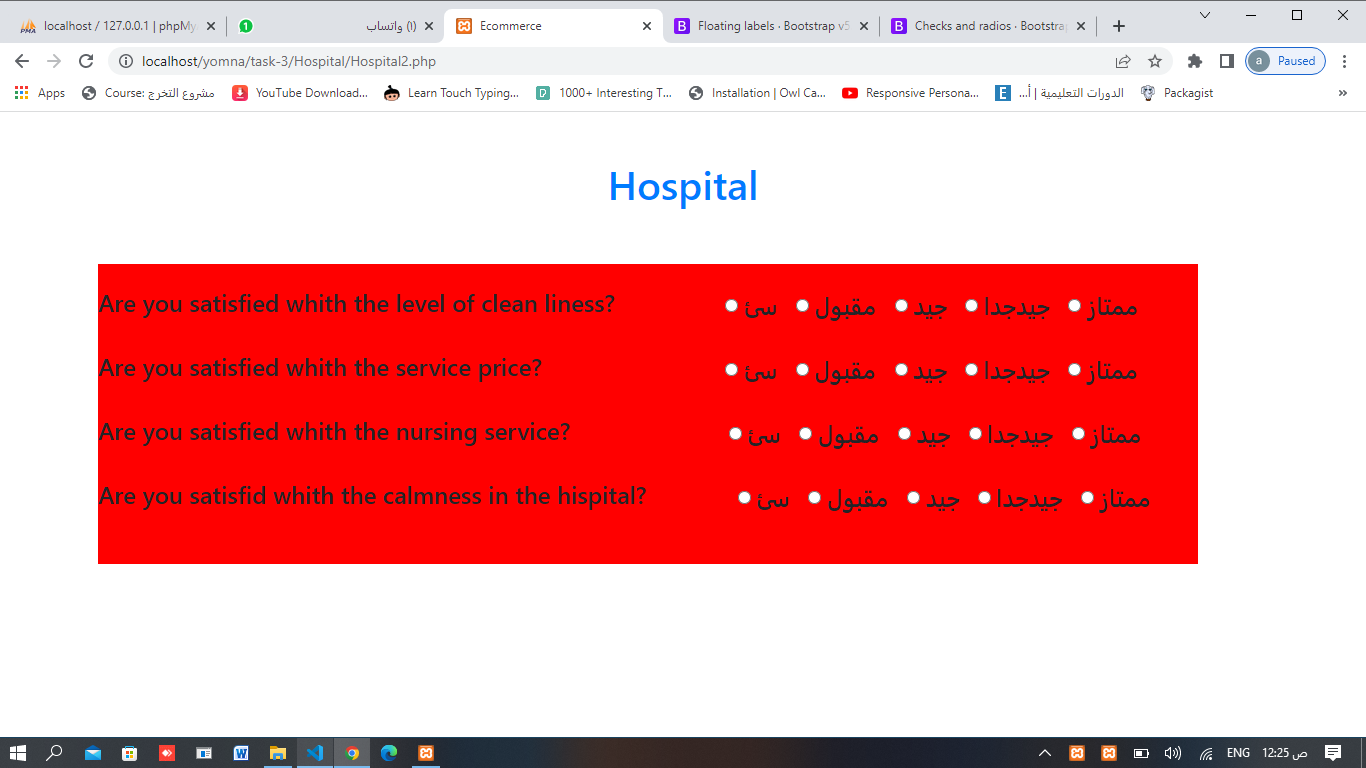 localhost / 127.0.0.1 | phpMy
(١) واتساب
Ecommerce
Floating labels · Bootstrap v5
Checks and radios · Bootstrap
localhost/yomna/task-3/Hospital/Hospital2.php
a Paused
Apps
Course: مشروع التخرج
YouTube Download...
Learn Touch Typing...
1000+ Interesting T...
Installation | Owl Ca...
Responsive Persona...
الدورات التعليمية | أ...
Packagist
»
Hospital
Are you satisfied whith the level of clean liness? سئ مقبول جيد جيدجدا ممتاز
Are you satisfied whith the service price? سئ مقبول جيد جيدجدا ممتاز
Are you satisfied whith the nursing service? سئ مقبول جيد جيدجدا ممتاز
Are you satisfid whith the calmness in the hispital? سئ مقبول جيد جيدجدا ممتاز
ENG 12:25 ص